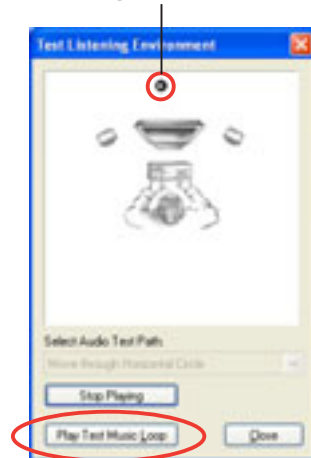 Test Listening Environment
Select Audio Test Path:
Move through Horizontal Circle
Stop Playing
Play Test Music Loop
Close